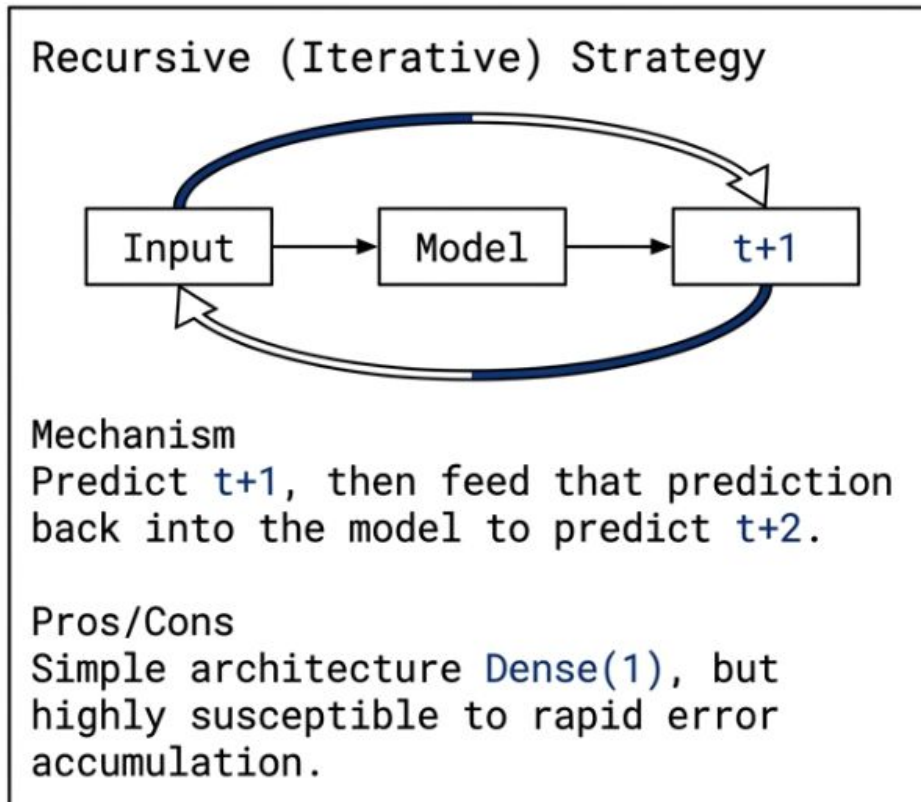 Recursive (Iterative) Strategy
Input
Model
t+1
Mechanism
Predict t+1, then feed that prediction
back into the model to predict t+2.
Pros/Cons
Simple architecture Dense(1), but
highly susceptible to rapid error
accumulation.